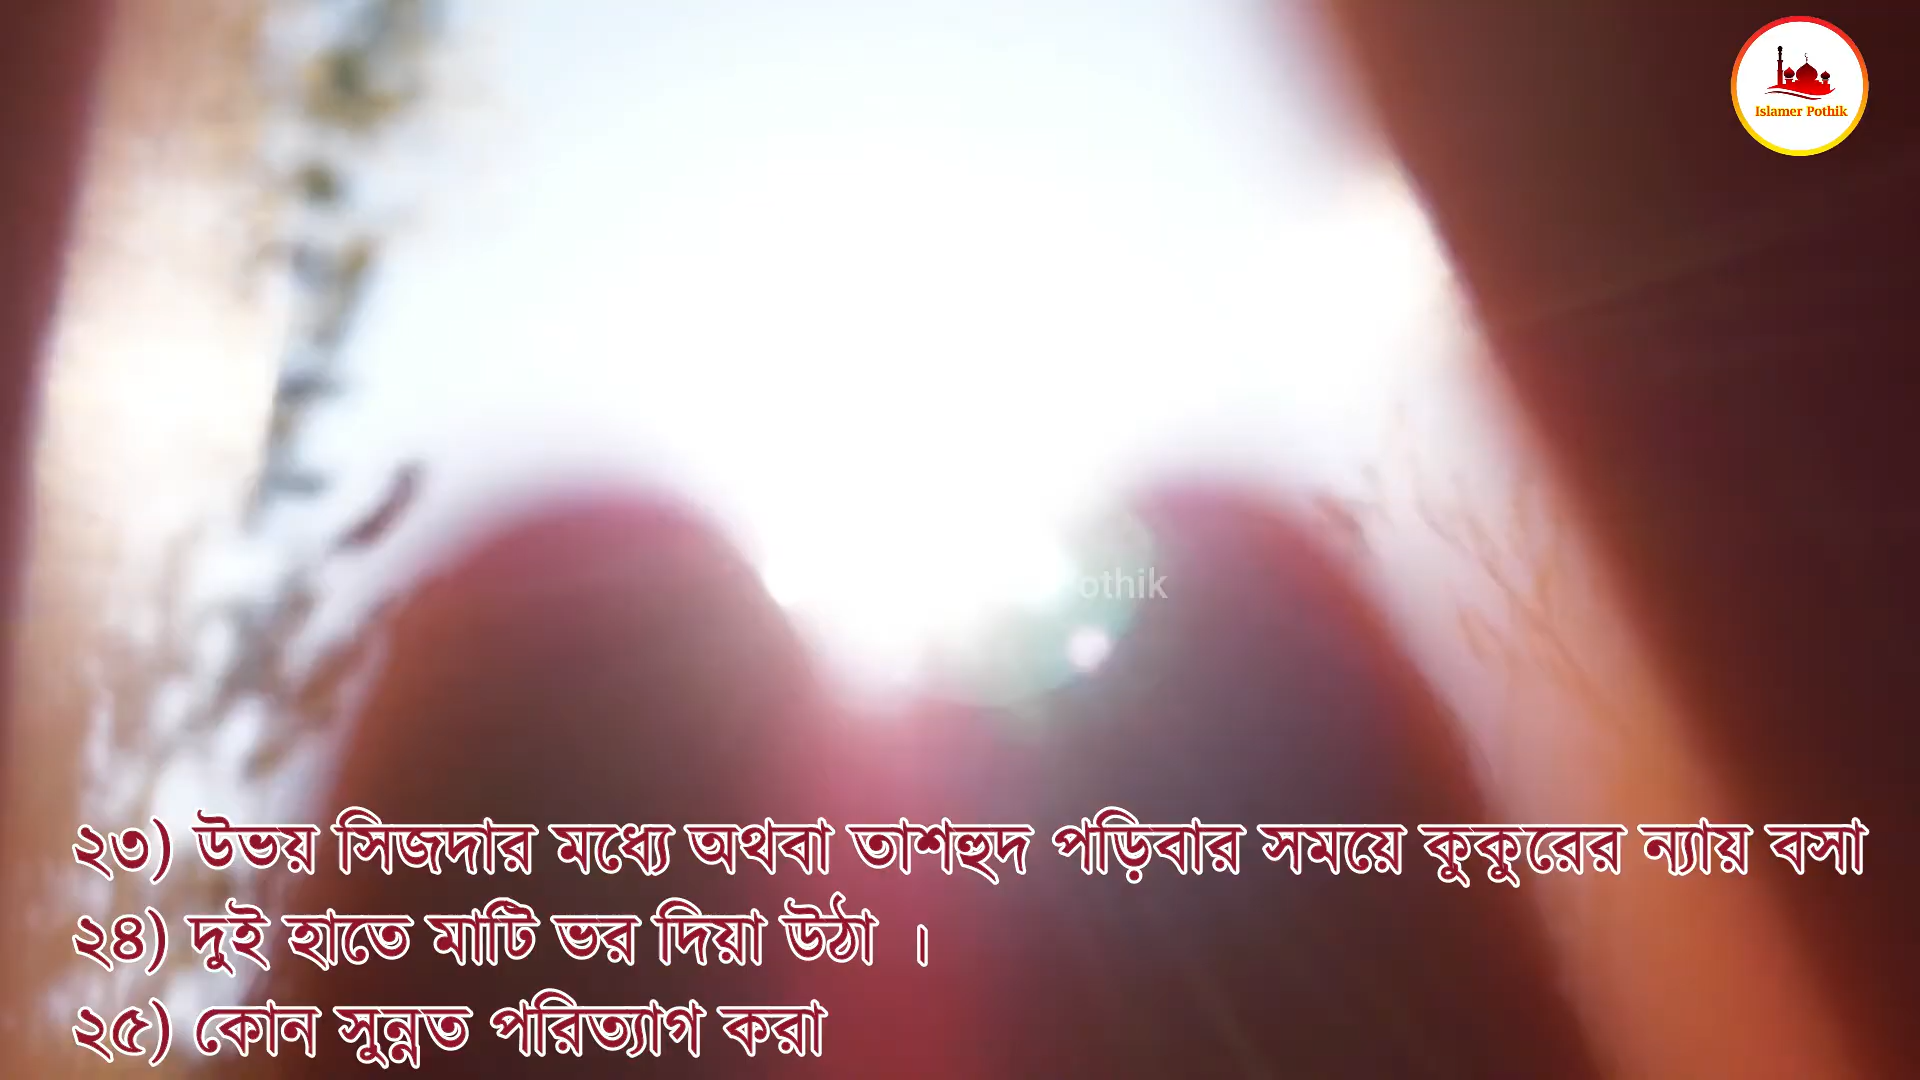 Islamer Pothik
othik
২৩) উভয় সিজদার মধ্যে অথবা তাশহুদ পড়িবার সময়ে কুকুরের ন্যায় বসা
২৪) দুই হাতে মাটি ভর দিয়া উঠা ।
২৫) কোন সুন্নত পরিত্যাগ করা